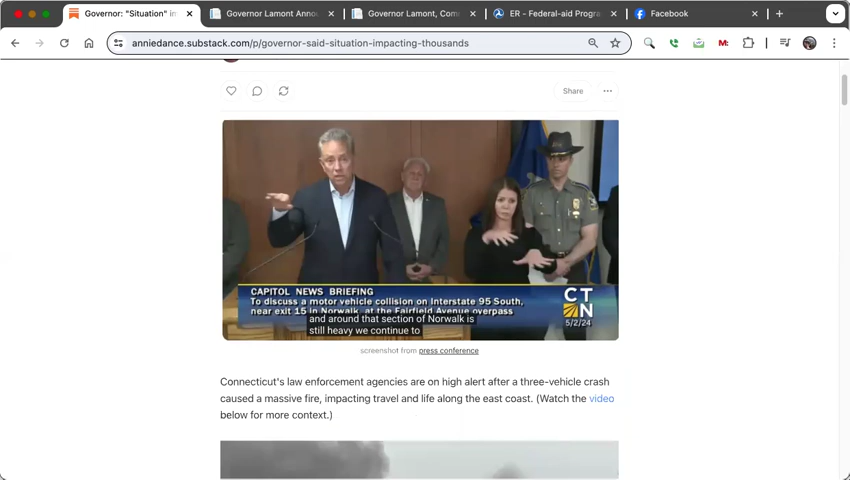 Governor: "Situation" im
Governor Lamont Annou
Governor Lamont, Com
ER - Federal-aid Progra
Facebook
anniedance.substack.com/p/governor-said-situation-impacting-thousands
Share
CAPITOL NEWS BRIEFING
To discuss a motor vehicle collision on Interstate 95 South,
near exit 15 in Norwalk, at the Fairfield Avenue overpass
and around that section of Norwalk is
still heavy we continue to
CTN
5/2/24
screenshot from press conference
Connecticut's law enforcement agencies are on high alert after a three-vehicle crash
caused a massive fire, impacting travel and life along the east coast. (Watch the video
below for more context.)